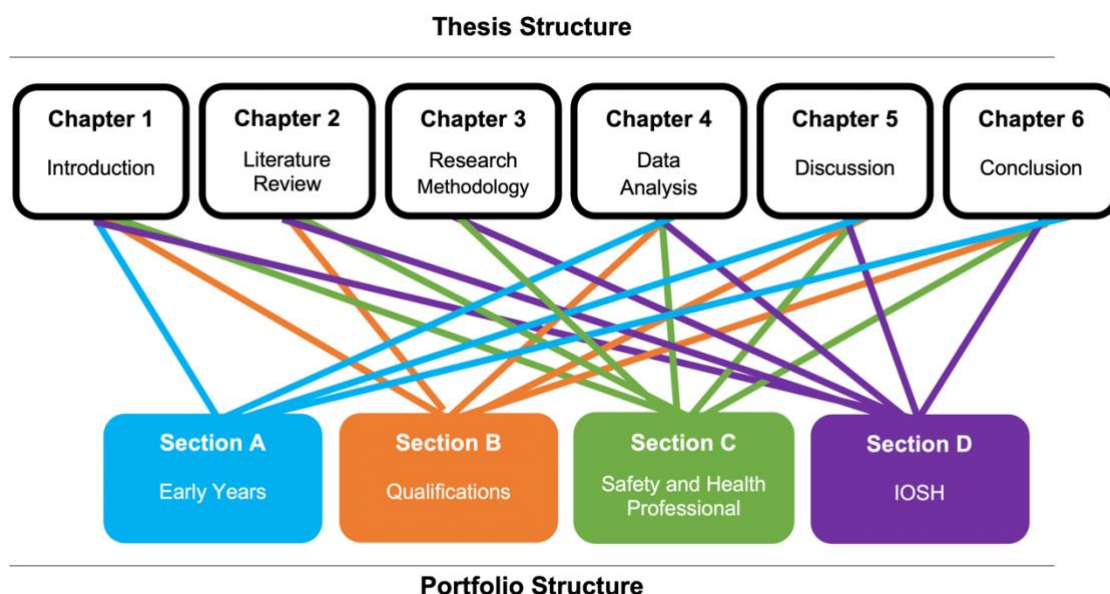 Thesis Structure
Chapter 1
Introduction
Chapter 2
Literature
Review
Chapter 3
Research
Methodology
Chapter 4
Data
Analysis
Chapter 5
Discussion
Chapter 6
Conclusion
Section A
Early Years
Section B
Qualifications
Section C
Safety and Health
Professional
Section D
IOSH
Portfolio Structure